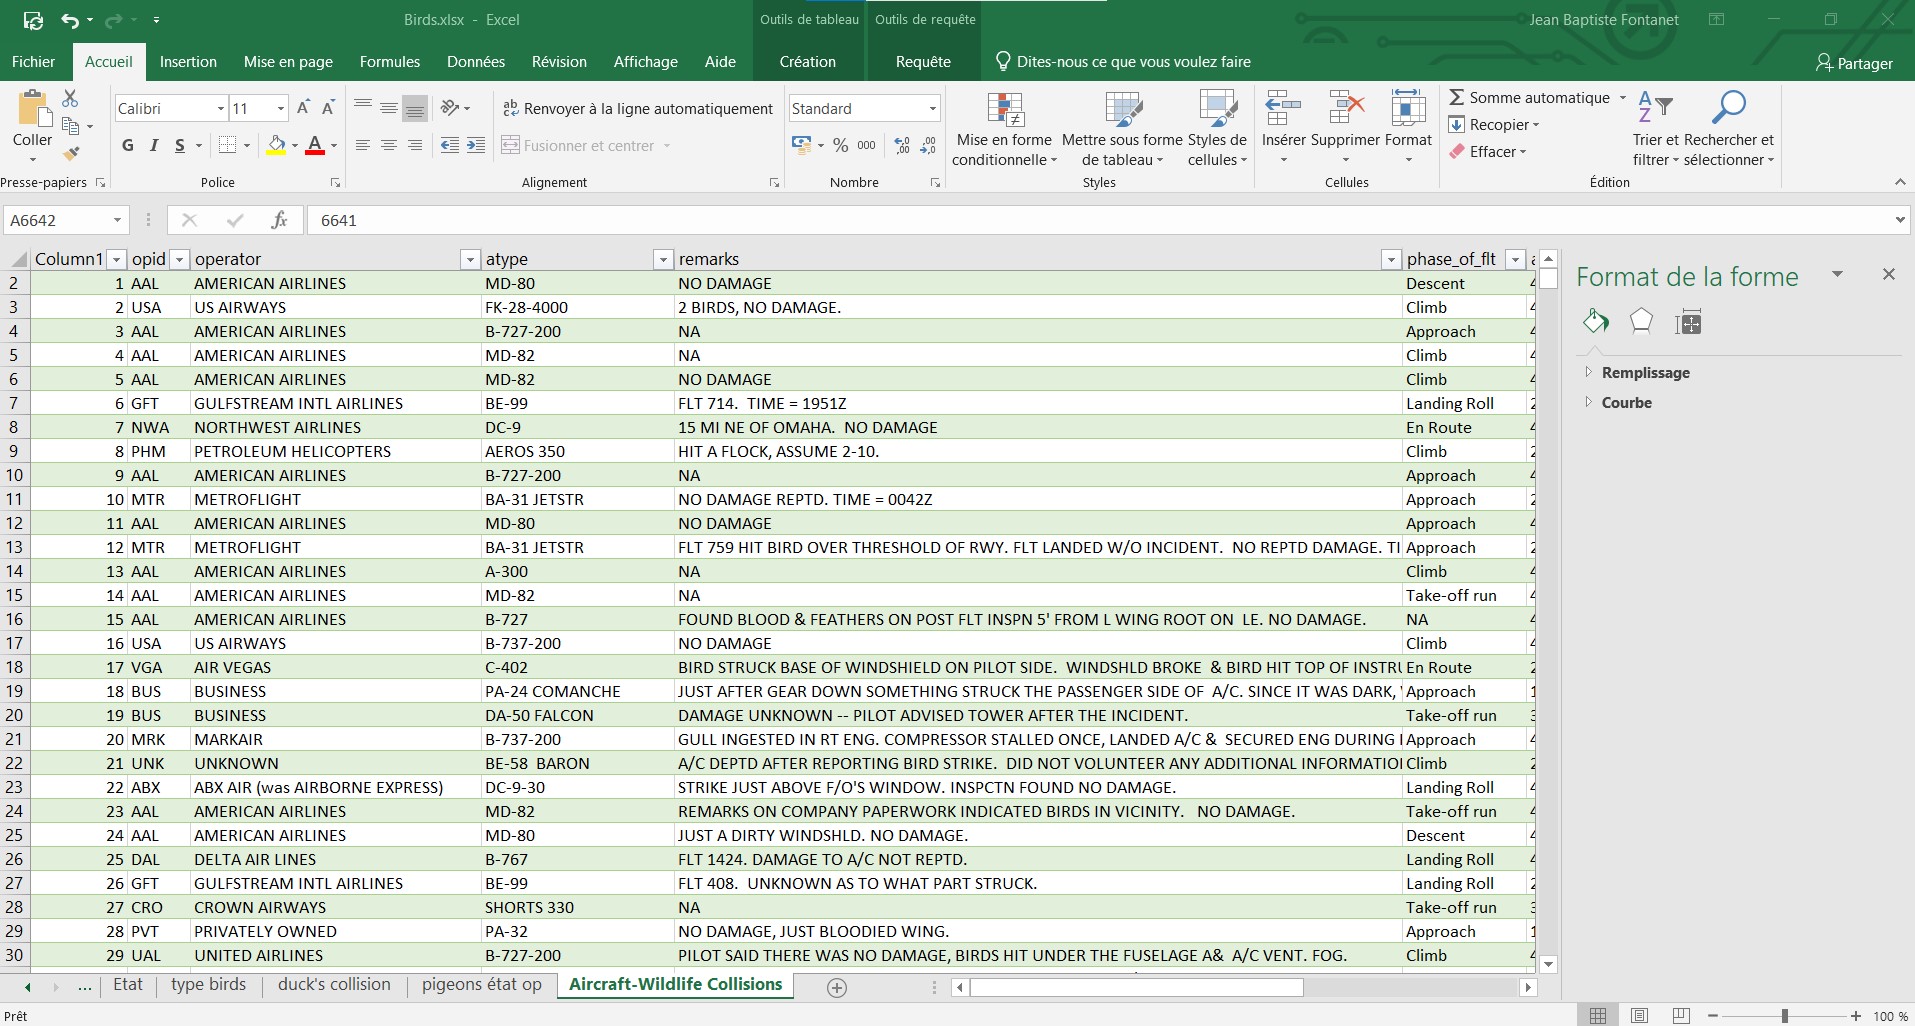 Birds.xlsx - Excel
Outils de tableau
Outils de requête
Jean Baptiste Fontanet
Fichier Accueil Insertion Mise en page Formules Données Révision Affichage Aide Création Requête Dites-nous ce que vous voulez faire Partager
Coller
Presse-papiers
Calibri 11
G I S
Police
Renvoyer à la ligne automatiquement
Fusionner et centrer
Alignement
Standard
% 000
Nombre
Mise en forme conditionnelle
Mettre sous forme de tableau
Styles de cellules
Styles
Insérer Supprimer Format
Cellules
Somme automatique
Recopier
Effacer
Trier et filtrer
Rechercher et sélectionner
Édition
A6642 fx 6641
Column1 opid operator atype remarks phase_of_flt
2 1 AAL AMERICAN AIRLINES MD-80 NO DAMAGE Descent
3 2 USA US AIRWAYS FK-28-4000 2 BIRDS, NO DAMAGE. Climb
4 3 AAL AMERICAN AIRLINES B-727-200 NA Approach
5 4 AAL AMERICAN AIRLINES MD-82 NA Climb
6 5 AAL AMERICAN AIRLINES MD-82 NO DAMAGE Climb
7 6 GFT GULFSTREAM INTL AIRLINES BE-99 FLT 714.  TIME = 1951Z Landing Roll
8 7 NWA NORTHWEST AIRLINES DC-9 15 MI NE OF OMAHA.  NO DAMAGE En Route
9 8 PHM PETROLEUM HELICOPTERS AEROS 350 HIT A FLOCK, ASSUME 2-10. Climb
10 9 AAL AMERICAN AIRLINES B-727-200 NA Approach
11 10 MTR METROFLIGHT BA-31 JETSTR NO DAMAGE REPTD. TIME = 0042Z Approach
12 11 AAL AMERICAN AIRLINES MD-80 NO DAMAGE Approach
13 12 MTR METROFLIGHT BA-31 JETSTR FLT 759 HIT BIRD OVER THRESHOLD OF RWY. FLT LANDED W/O INCIDENT.  NO REPTD DAMAGE. TI Approach
14 13 AAL AMERICAN AIRLINES A-300 NA Climb
15 14 AAL AMERICAN AIRLINES MD-82 NA Take-off run
16 15 AAL AMERICAN AIRLINES B-727 FOUND BLOOD & FEATHERS ON POST FLT INSPN 5' FROM L WING ROOT ON  LE. NO DAMAGE. NA
17 16 USA US AIRWAYS B-737-200 NO DAMAGE Climb
18 17 VGA AIR VEGAS C-402 BIRD STRUCK BASE OF WINDSHIELD ON PILOT SIDE.  WINDSHLD BROKE  & BIRD HIT TOP OF INSTRU En Route
19 18 BUS BUSINESS PA-24 COMANCHE JUST AFTER GEAR DOWN SOMETHING STRUCK THE PASSENGER SIDE OF  A/C. SINCE IT WAS DARK, Approach
20 19 BUS BUSINESS DA-50 FALCON DAMAGE UNKNOWN -- PILOT ADVISED TOWER AFTER THE INCIDENT. Take-off run
21 20 MRK MARKAIR B-737-200 GULL INGESTED IN RT ENG. COMPRESSOR STALLED ONCE, LANDED A/C &  SECURED ENG DURING Approach
22 21 UNK UNKNOWN BE-58  BARON A/C DEPTD AFTER REPORTING BIRD STRIKE.  DID NOT VOLUNTEER ANY ADDITIONAL INFORMATIO Climb
23 22 ABX ABX AIR (was AIRBORNE EXPRESS) DC-9-30 STRIKE JUST ABOVE F/O'S WINDOW. INSPCTN FOUND NO DAMAGE. Landing Roll
24 23 AAL AMERICAN AIRLINES MD-82 REMARKS ON COMPANY PAPERWORK INDICATED BIRDS IN VICINITY.   NO DAMAGE. Take-off run
25 24 AAL AMERICAN AIRLINES MD-80 JUST A DIRTY WINDSHLD. NO DAMAGE. Descent
26 25 DAL DELTA AIR LINES B-767 FLT 1424. DAMAGE TO A/C NOT REPTD. Landing Roll
27 26 GFT GULFSTREAM INTL AIRLINES BE-99 FLT 408.  UNKNOWN AS TO WHAT PART STRUCK. Landing Roll
28 27 CRO CROWN AIRWAYS SHORTS 330 NA Take-off run
29 28 PVT PRIVATELY OWNED PA-32 NO DAMAGE, JUST BLOODIED WING. Approach
30 29 UAL UNITED AIRLINES B-727-200 PILOT SAID THERE WAS NO DAMAGE, BIRDS HIT UNDER THE FUSELAGE A&  A/C VENT. FOG. Climb
Format de la forme
Remplissage
Courbe
... Etat type birds duck's collision pigeons état op Aircraft-Wildlife Collisions
Prêt 100 %